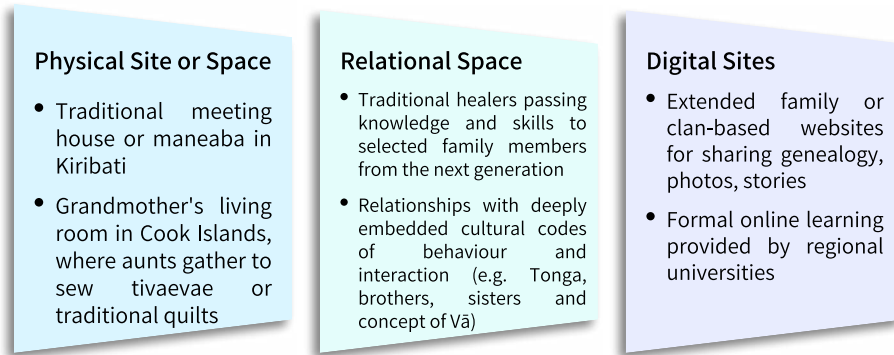 Physical Site or Space
• Traditional meeting
house or maneaba in
Kiribati
• Grandmother's living
room in Cook Islands,
where aunts gather to
sew tivaevae or
traditional quilts
Relational Space
• Traditional healers passing
knowledge and skills to
selected family members
from the next generation
• Relationships with deeply
embedded cultural codes
of behaviour and
interaction (e.g. Tonga,
brothers, sisters and
concept of Vā)
Digital Sites
• Extended family or
clan-based websites
for sharing genealogy,
photos, stories
• Formal online learning
provided by regional
universities